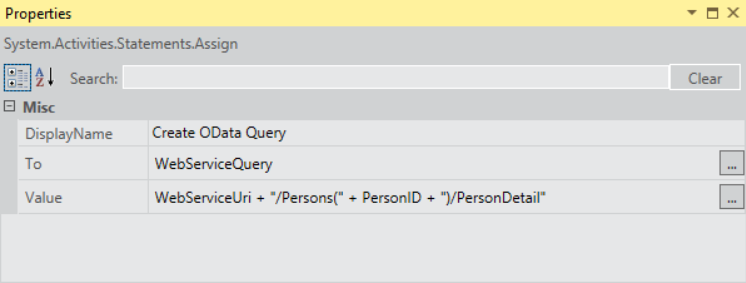 Properties
System.Activities.Statements.Assign
Search: Clear
Misc
DisplayName Create OData Query
To WebServiceQuery ...
Value WebServiceUri + "/Persons(" + PersonID + ")/PersonDetail" ...